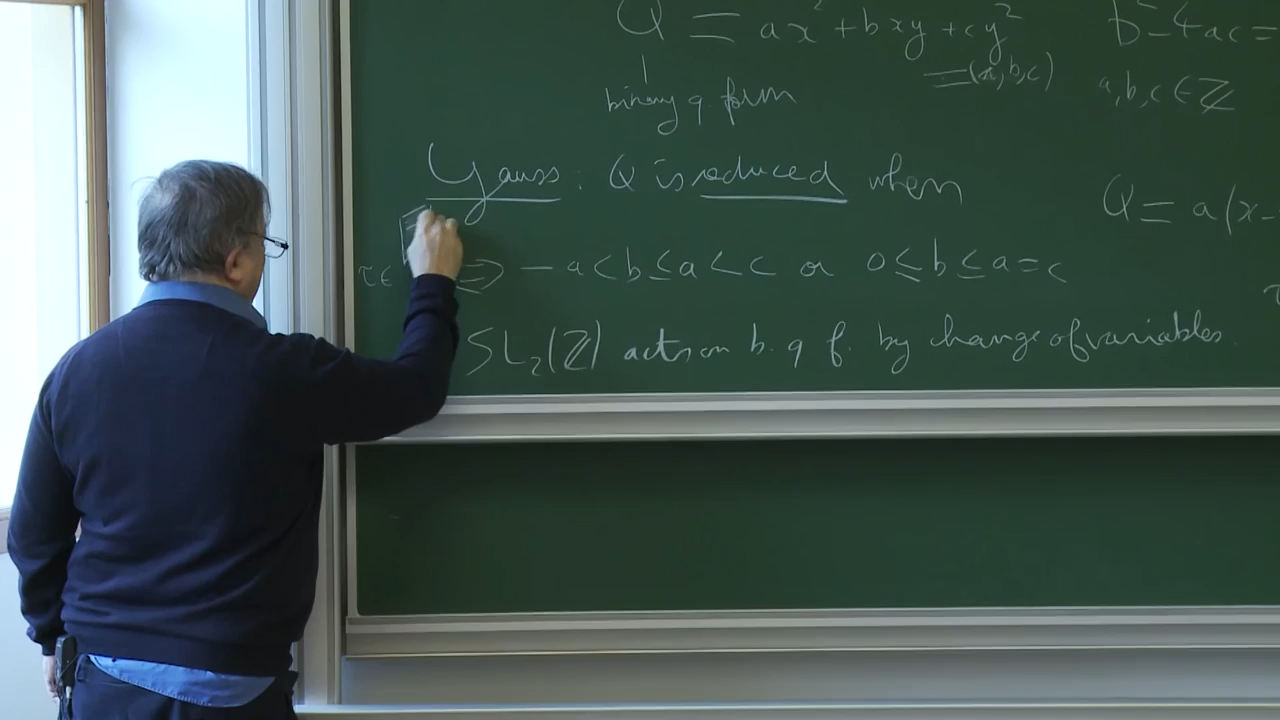 Q = ax² + bxy + cy²
b² - 4ac =
= (a,b,c)
a,b,c ∈ ℤ
binary q form
Gauss : Q is reduced when
Q = a(x-
τ ∈
⇔ - a < b ≤ a < c or 0 ≤ b ≤ a = c
SL₂(ℤ) acts on b. q f. by change of variables.